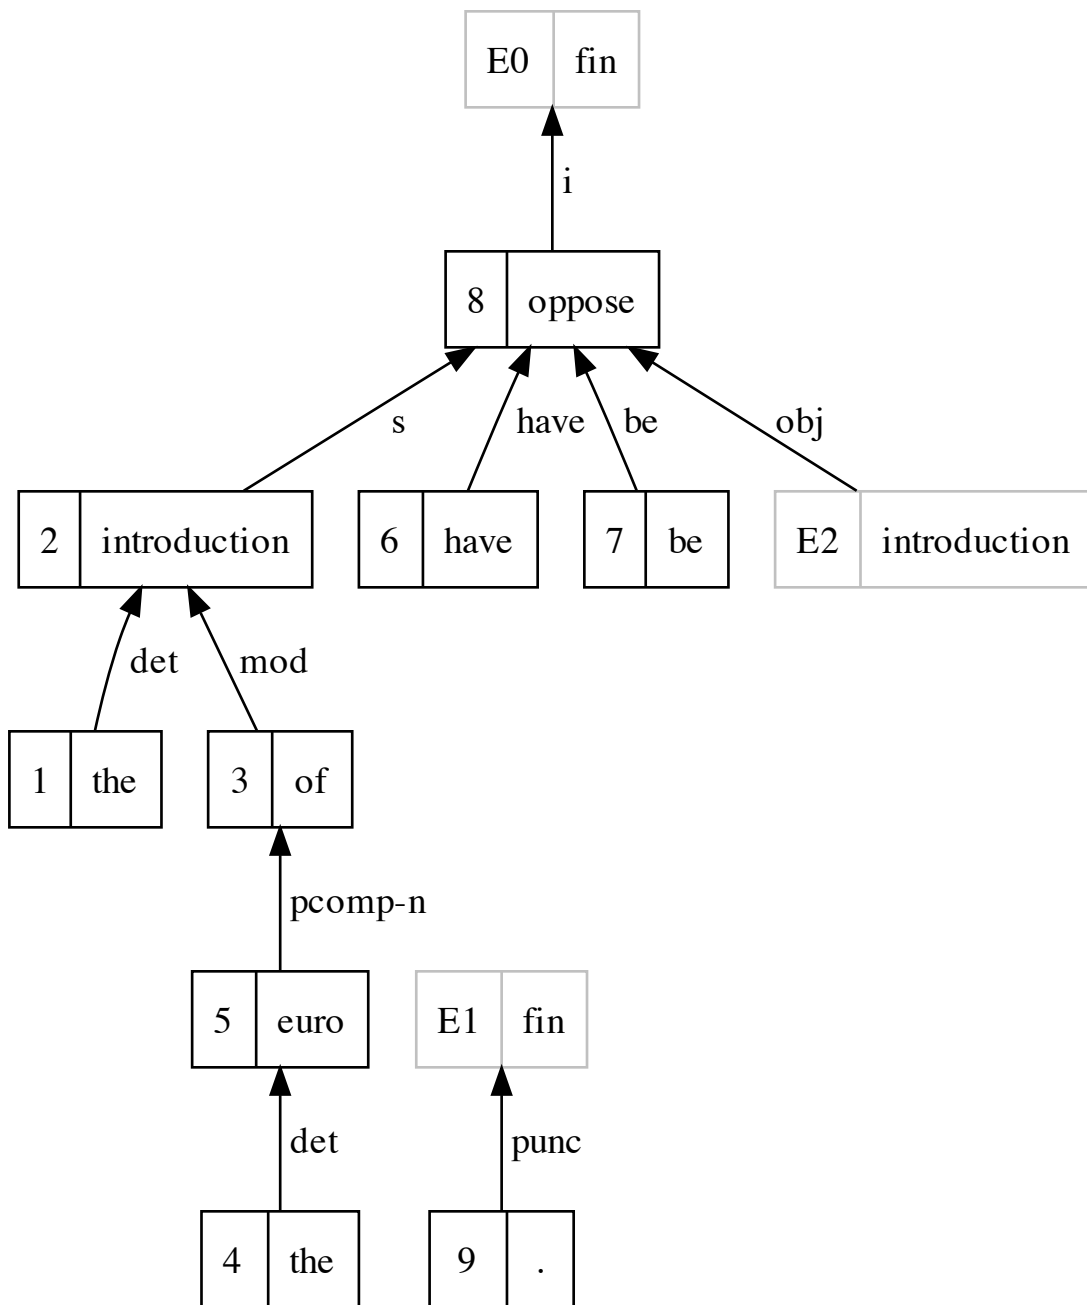 E0 fin
i
8 oppose
s have be obj
2 introduction 6 have 7 be E2 introduction
det mod
1 the 3 of
pcomp-n
5 euro E1 fin
det punc
4 the 9 .